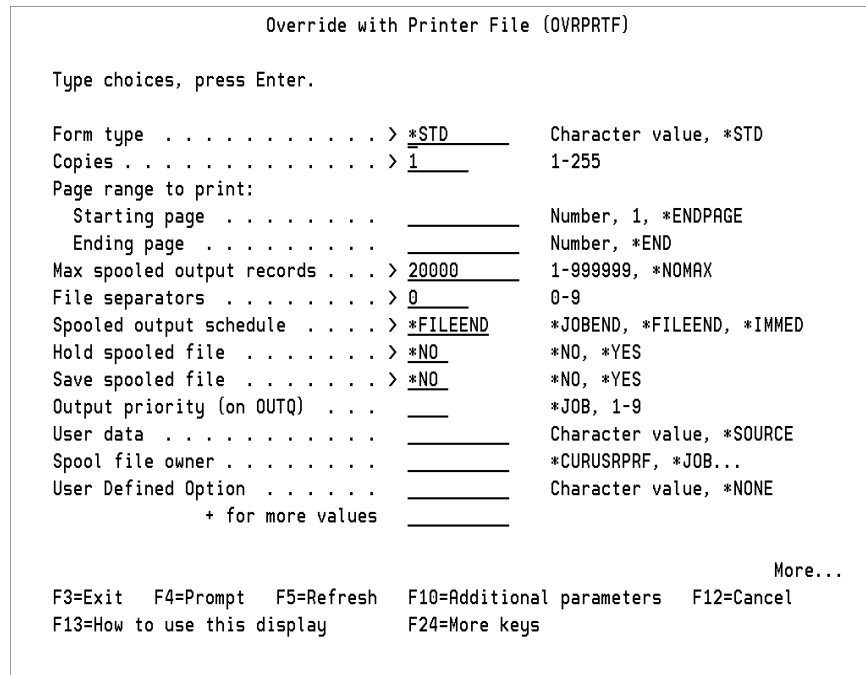 Override with Printer File (OVRPRTF)
Type choices, press Enter.
Form type . . . . . . . . . . . > *STD Character value, *STD
Copies . . . . . . . . . . . . . > 1 1-255
Page range to print:
Starting page . . . . . . . . Number, 1, *ENDPAGE
Ending page . . . . . . . . . Number, *END
Max spooled output records . . . > 20000 1-999999, *NOMAX
File separators . . . . . . . . > 0 0-9
Spooled output schedule . . . . > *FILEEND *JOBEND, *FILEEND, *IMMED
Hold spooled file . . . . . . . > *NO *NO, *YES
Save spooled file . . . . . . . > *NO *NO, *YES
Output priority (on OUTQ) . . . *JOB, 1-9
User data . . . . . . . . . . . Character value, *SOURCE
Spool file owner . . . . . . . . *CURUSRPRF, *JOB...
User Defined Option . . . . . . Character value, *NONE
+ for more values
More...
F3=Exit F4=Prompt F5=Refresh F10=Additional parameters F12=Cancel
F13=How to use this display F24=More keys